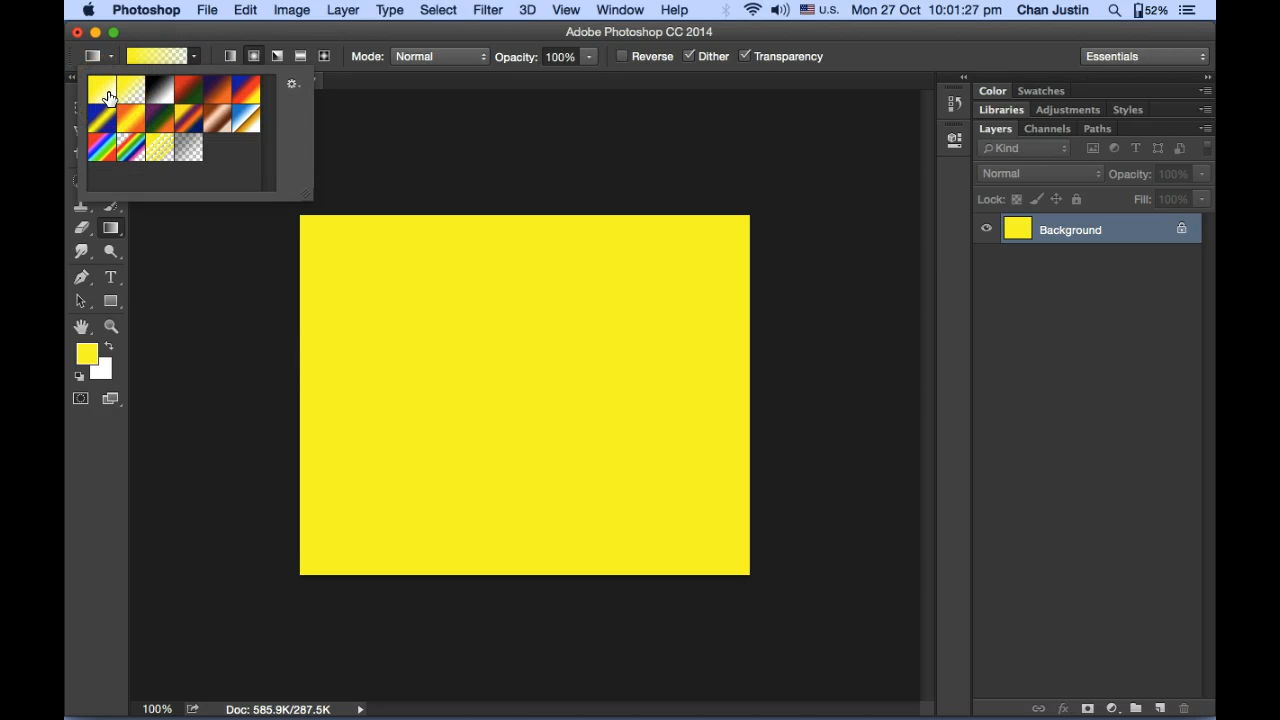 Photoshop File Edit Image Layer Type Select Filter 3D View Window Help U.S. Mon 27 Oct 10:01:27 pm Chan Justin 52%
Adobe Photoshop CC 2014
Mode: Normal Opacity: 100% Reverse Dither Transparency Essentials
Color Swatches
Libraries Adjustments Styles
Layers Channels Paths
Kind T
Normal Opacity: 100%
Lock: Fill: 100%
Background
T
100% Doc: 585.9K/287.5K
fx